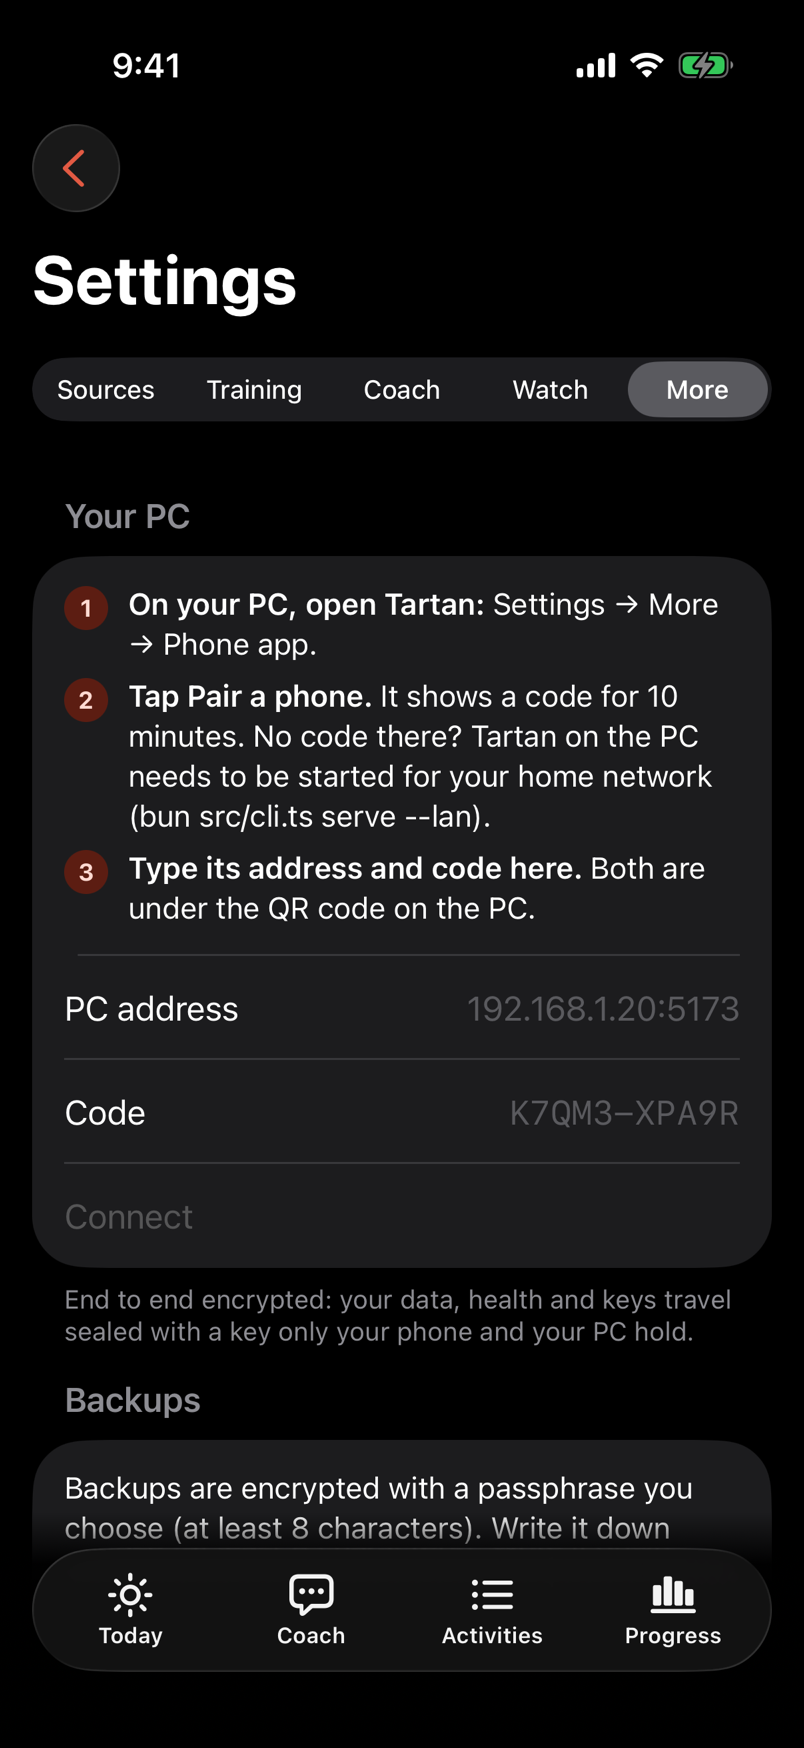 9:41
Settings
Sources Training Coach Watch More
Your PC
1 On your PC, open Tartan: Settings → More
→ Phone app.
2 Tap Pair a phone. It shows a code for 10
minutes. No code there? Tartan on the PC
needs to be started for your home network
(bun src/cli.ts serve --lan).
3 Type its address and code here. Both are
under the QR code on the PC.
PC address 192.168.1.20:5173
Code K7QM3-XPA9R
Connect
End to end encrypted: your data, health and keys travel
sealed with a key only your phone and your PC hold.
Backups
Backups are encrypted with a passphrase you
choose (at least 8 characters). Write it down
Today Coach Activities Progress